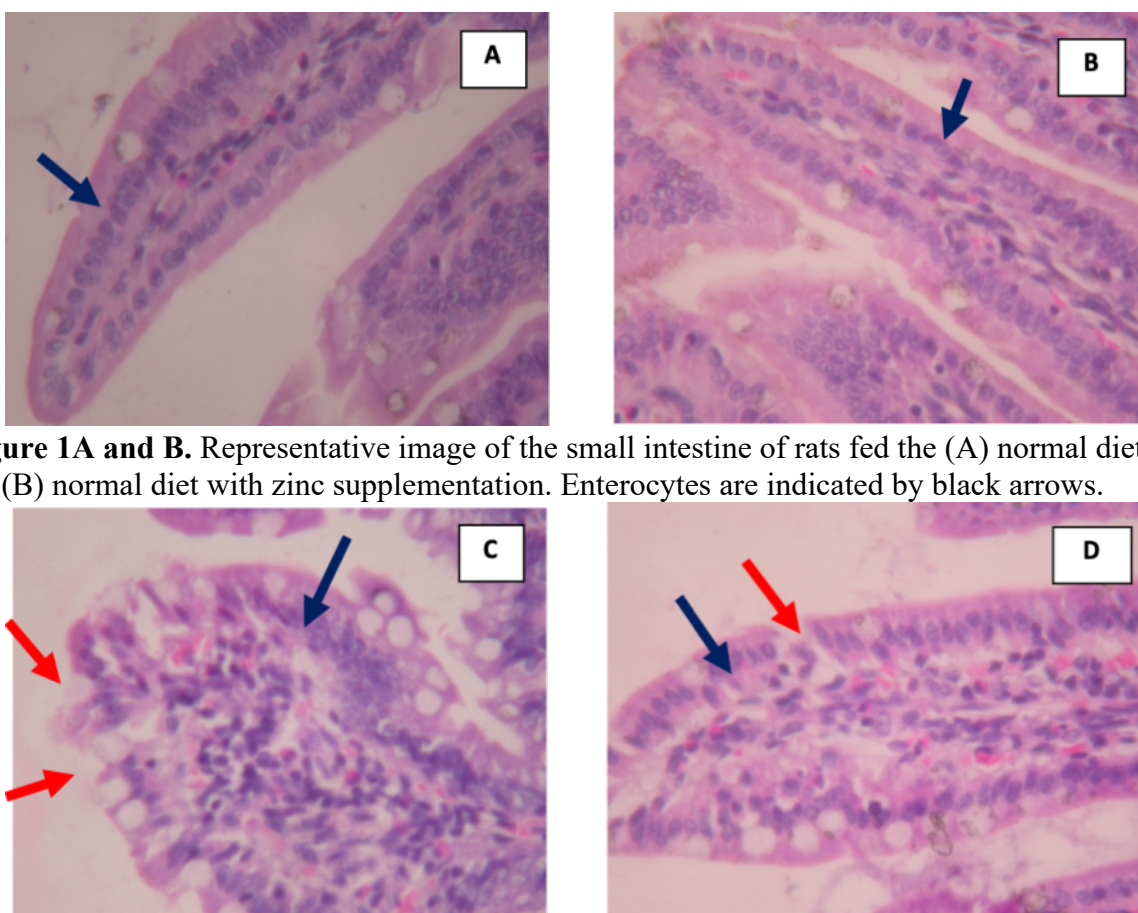 A
B
gure 1A and B. Representative image of the small intestine of rats fed the (A) normal diet
(B) normal diet with zinc supplementation. Enterocytes are indicated by black arrows.
C
D